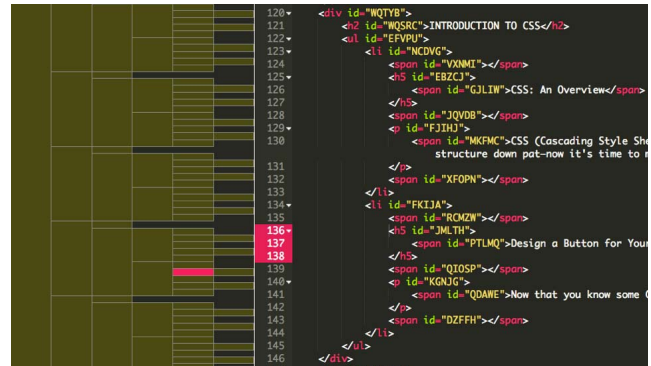 120 <div id="WQTYB">
121 <h2 id="WQSRC">INTRODUCTION TO CSS</h2>
122 <ul id="EFVPU">
123 <li id="NCDVG">
124 <span id="VXNMI"></span>
125 <h5 id="EBZCJ">
126 <span id="GJLIW">CSS: An Overview</span>
127 </h5>
128 <span id="JQVDB"></span>
129 <p id="FJIHJ">
130 <span id="MKFMC">CSS (Cascading Style She
structure down pat–now it's time to m
131 </p>
132 <span id="XFOPN"></span>
133 </li>
134 <li id="FKIJA">
135 <span id="RCMZW"></span>
136 <h5 id="JMLTH">
137 <span id="PTLMQ">Design a Button for Your
138 </h5>
139 <span id="QIOSP"></span>
140 <p id="KGNJG">
141 <span id="QDAWE">Now that you know some C
142 </p>
143 <span id="DZFFH"></span>
144 </li>
145 </ul>
146 </div>